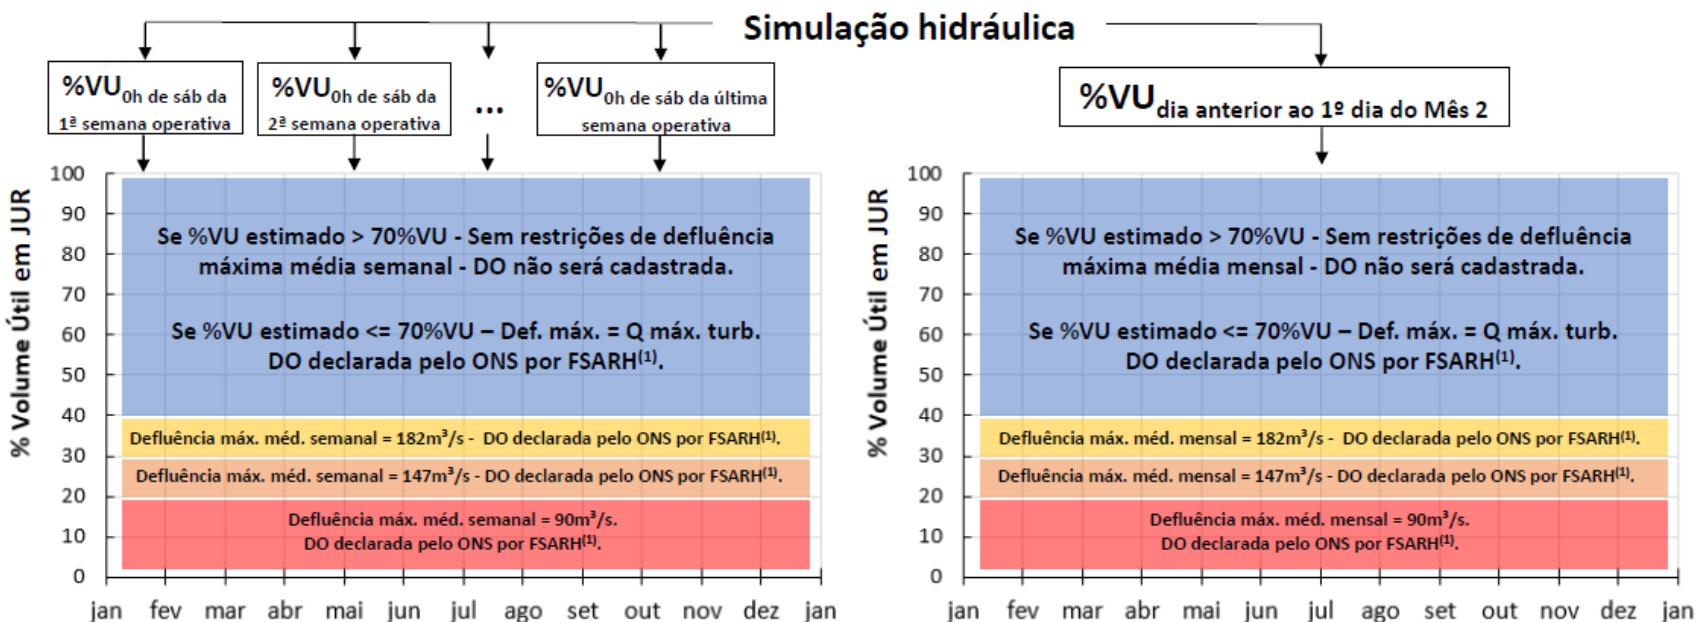 Simulação hidráulica
%VU0h de sáb da
1ª semana operativa
%VU0h de sáb da
2ª semana operativa
...
%VU0h de sáb da última
semana operativa
%VUdia anterior ao 1º dia do Mês 2
% Volume Útil em JUR
100
90
80
70
60
50
40
30
20
10
0
Se %VU estimado > 70%VU - Sem restrições de defluência
máxima média semanal - DO não será cadastrada.
Se %VU estimado <= 70%VU – Def. máx. = Q máx. turb.
DO declarada pelo ONS por FSARH(1).
Defluência máx. méd. semanal = 182m³/s - DO declarada pelo ONS por FSARH(1).
Defluência máx. méd. semanal = 147m³/s - DO declarada pelo ONS por FSARH(1).
Defluência máx. méd. semanal = 90m³/s.
DO declarada pelo ONS por FSARH(1).
jan fev mar abr mai jun jul ago set out nov dez jan
% Volume Útil em JUR
100
90
80
70
60
50
40
30
20
10
0
Se %VU estimado > 70%VU - Sem restrições de defluência
máxima média mensal - DO não será cadastrada.
Se %VU estimado <= 70%VU – Def. máx. = Q máx. turb.
DO declarada pelo ONS por FSARH(1).
Defluência máx. méd. mensal = 182m³/s - DO declarada pelo ONS por FSARH(1).
Defluência máx. méd. mensal = 147m³/s - DO declarada pelo ONS por FSARH(1).
Defluência máx. méd. mensal = 90m³/s.
DO declarada pelo ONS por FSARH(1).
jan fev mar abr mai jun jul ago set out nov dez jan